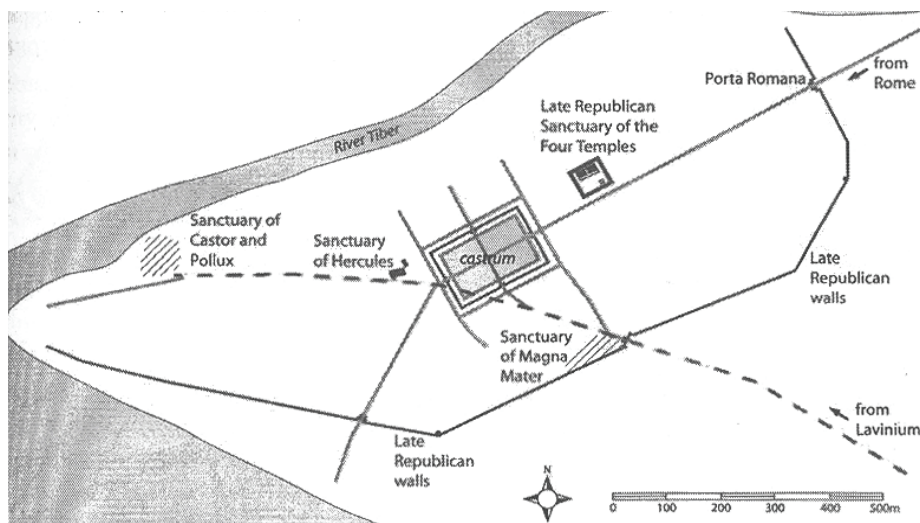 from
Rome
Porta Romana
Late Republican
Sanctuary of the
Four Temples
River Tiber
Sanctuary of
Castor and
Pollux
Sanctuary
of Hercules
castrum
Late
Republican
walls
Sanctuary
of Magna
Mater
from
Lavinium
Late
Republican
walls
N
0 100 200 300 400 500m